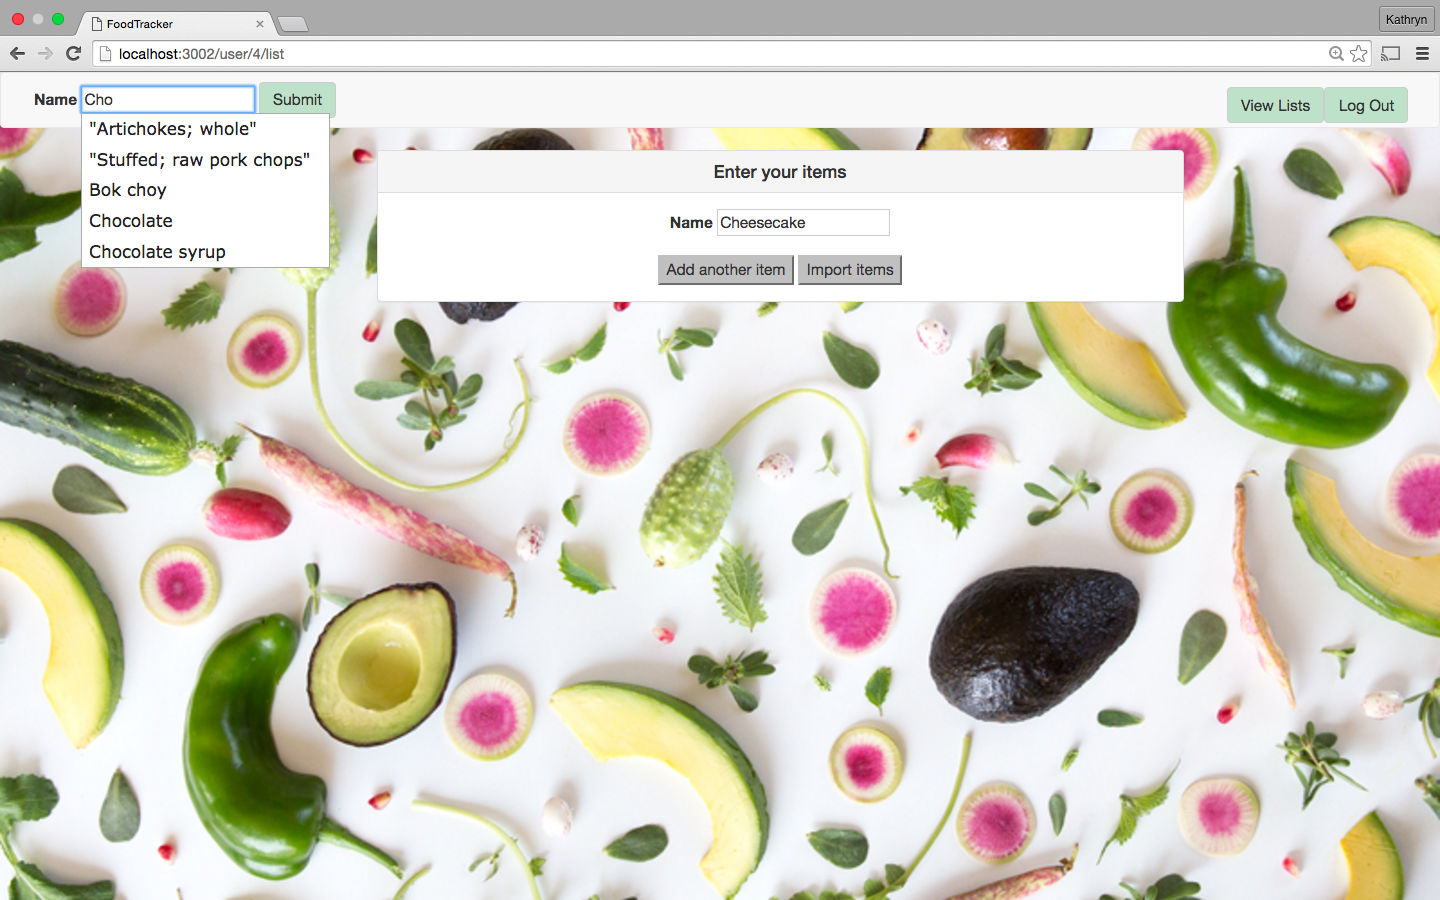 FoodTracker
Kathryn
localhost:3002/user/4/list
Name Cho Submit
View Lists Log Out
"Artichokes; whole"
"Stuffed; raw pork chops"
Bok choy
Chocolate
Chocolate syrup
Enter your items
Name Cheesecake
Add another item Import items